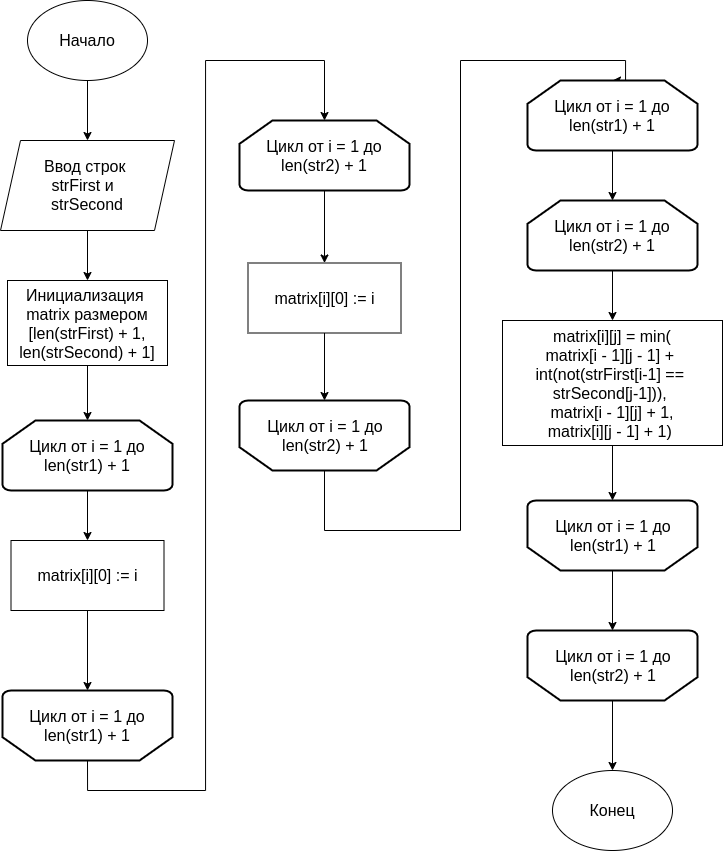 Начало
Ввод строк
strFirst и
strSecond
Инициализация
matrix размером
[len(strFirst) + 1,
len(strSecond) + 1]
Цикл от i = 1 до
len(str1) + 1
matrix[i][0] := i
Цикл от i = 1 до
len(str1) + 1
Цикл от i = 1 до
len(str2) + 1
matrix[i][0] := i
Цикл от i = 1 до
len(str2) + 1
Цикл от i = 1 до
len(str1) + 1
Цикл от i = 1 до
len(str2) + 1
matrix[i][j] = min(
matrix[i - 1][j - 1] +
int(not(strFirst[i-1] ==
strSecond[j-1])),
matrix[i - 1][j] + 1,
matrix[i][j - 1] + 1)
Цикл от i = 1 до
len(str1) + 1
Цикл от i = 1 до
len(str2) + 1
Конец